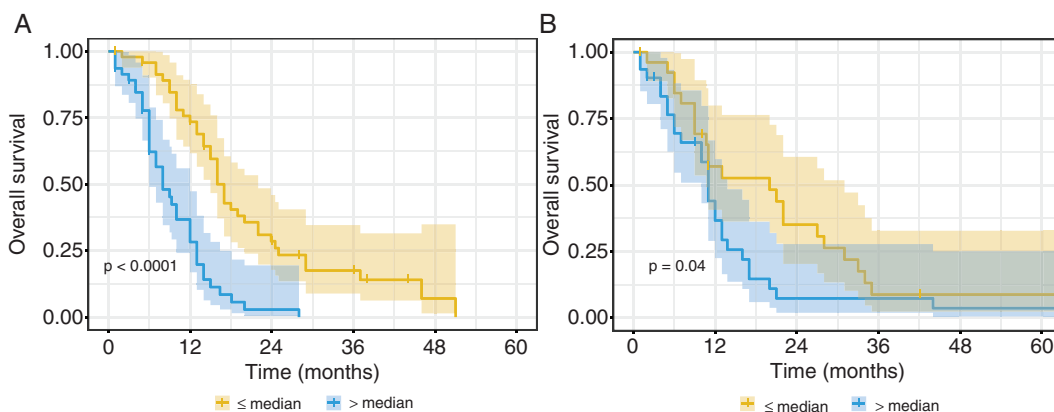 A
Overall survival
1.00
0.75
0.50
0.25
0.00
p < 0.0001
0 12 24 36 48 60
Time (months)
≤ median > median
B
Overall survival
1.00
0.75
0.50
0.25
0.00
p = 0.04
0 12 24 36 48 60
Time (months)
≤ median > median